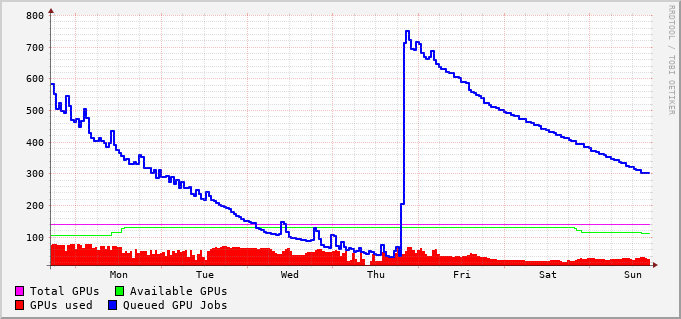 800
700
600
500
400
300
200
100
Mon Tue Wed Thu Fri Sat Sun
Total GPUs Available GPUs
GPUs used Queued GPU Jobs
RRDTOOL / TOBI OETIKER